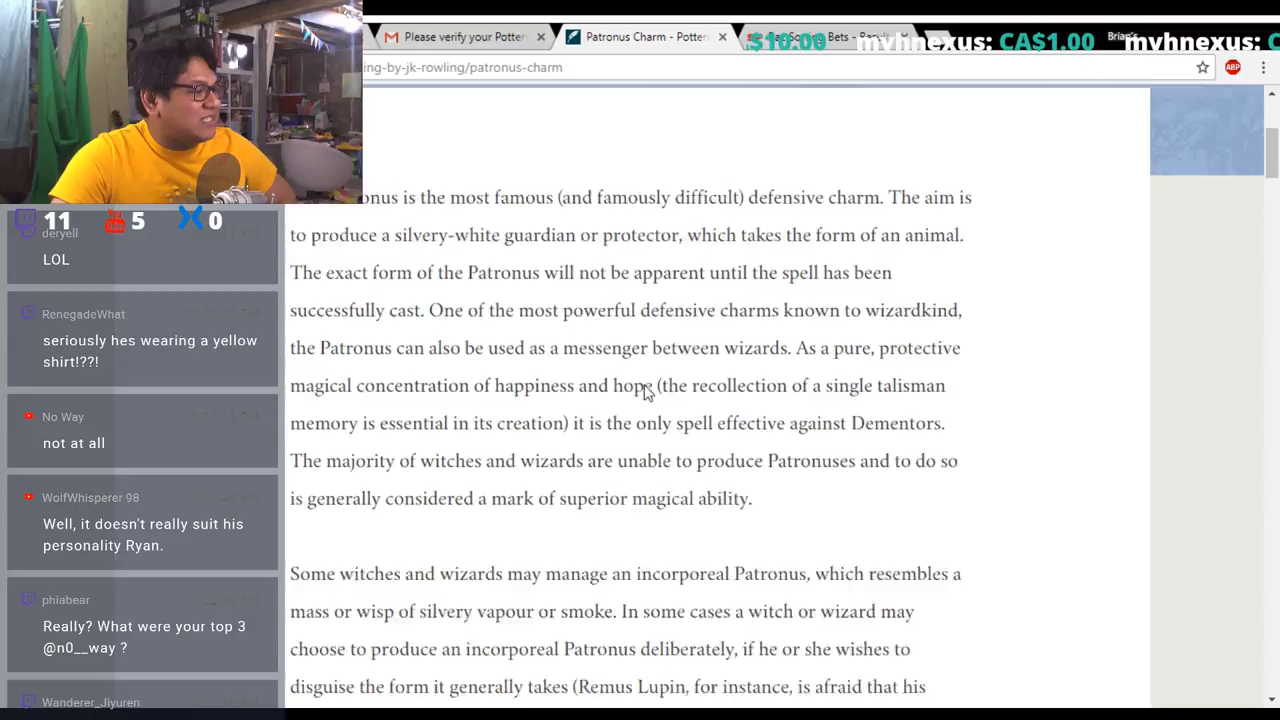 Please verify your Potter
Patronus Charm - Potter
Bets -
Brian's
$10.00 myhnexus: CA$1.00 myhnexus: C
ing-by-jk-rowling/patronus-charm
ABP
onus is the most famous (and famously difficult) defensive charm. The aim is
to produce a silvery-white guardian or protector, which takes the form of an animal.
The exact form of the Patronus will not be apparent until the spell has been
successfully cast. One of the most powerful defensive charms known to wizardkind,
the Patronus can also be used as a messenger between wizards. As a pure, protective
magical concentration of happiness and hope (the recollection of a single talisman
memory is essential in its creation) it is the only spell effective against Dementors.
The majority of witches and wizards are unable to produce Patronuses and to do so
is generally considered a mark of superior magical ability.
Some witches and wizards may manage an incorporeal Patronus, which resembles a
mass or wisp of silvery vapour or smoke. In some cases a witch or wizard may
choose to produce an incorporeal Patronus deliberately, if he or she wishes to
disguise the form it generally takes (Remus Lupin, for instance, is afraid that his
11 You Tube 5 0
deryell
LOL
RenegadeWhat
seriously hes wearing a yellow
shirt!??!
No Way
not at all
WolfWhisperer 98
Well, it doesn't really suit his
personality Ryan.
phiabear
Really? What were your top 3
@n0__way ?
Wanderer_Jiyuren